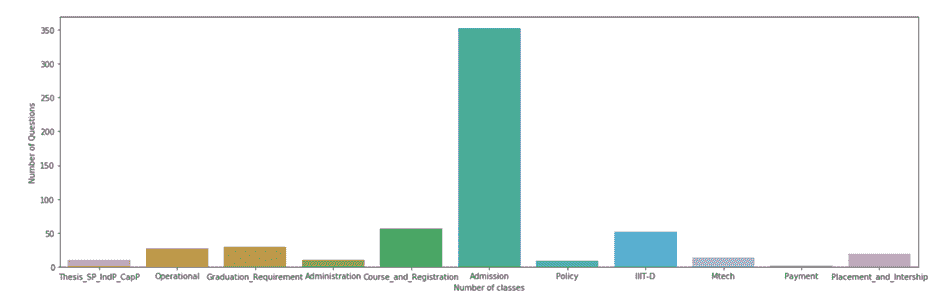 350
300
250
200
150
100
50
0
Number of Questions
Thesis_SP_IndP_CapP Operational Graduation_Requirement Administration Course_and_Registration Admission Policy IIIT-D Mtech Payment Placement_and_Intership
Number of classes